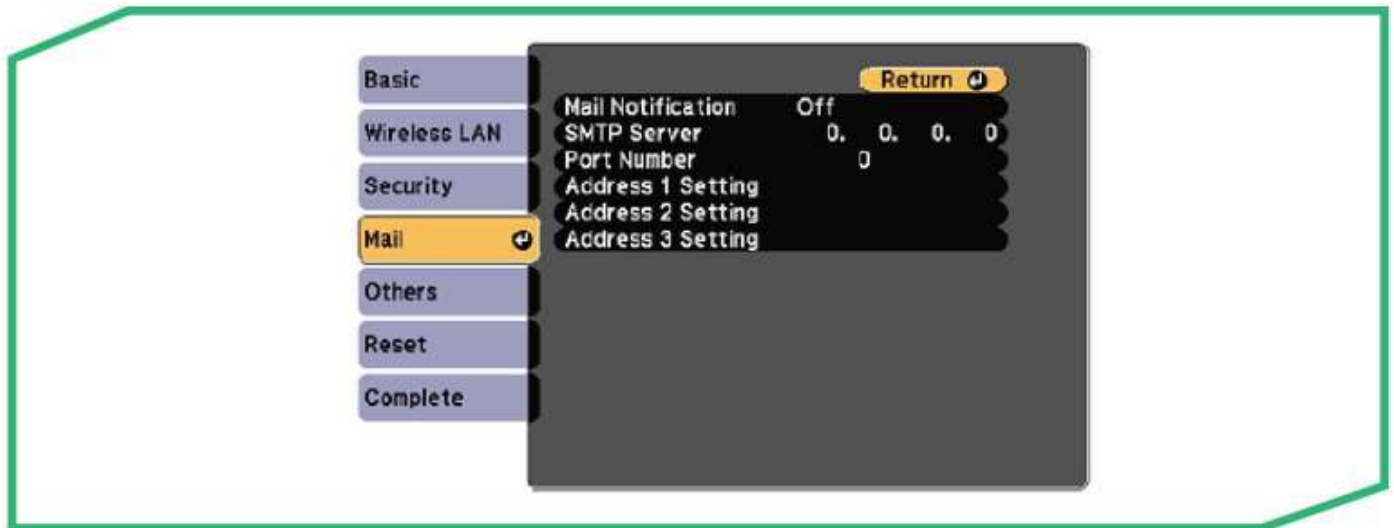 Basic
Wireless LAN
Security
Mail
Others
Reset
Complete
Return
Mail Notification Off
SMTP Server 0. 0. 0. 0
Port Number 0
Address 1 Setting
Address 2 Setting
Address 3 Setting